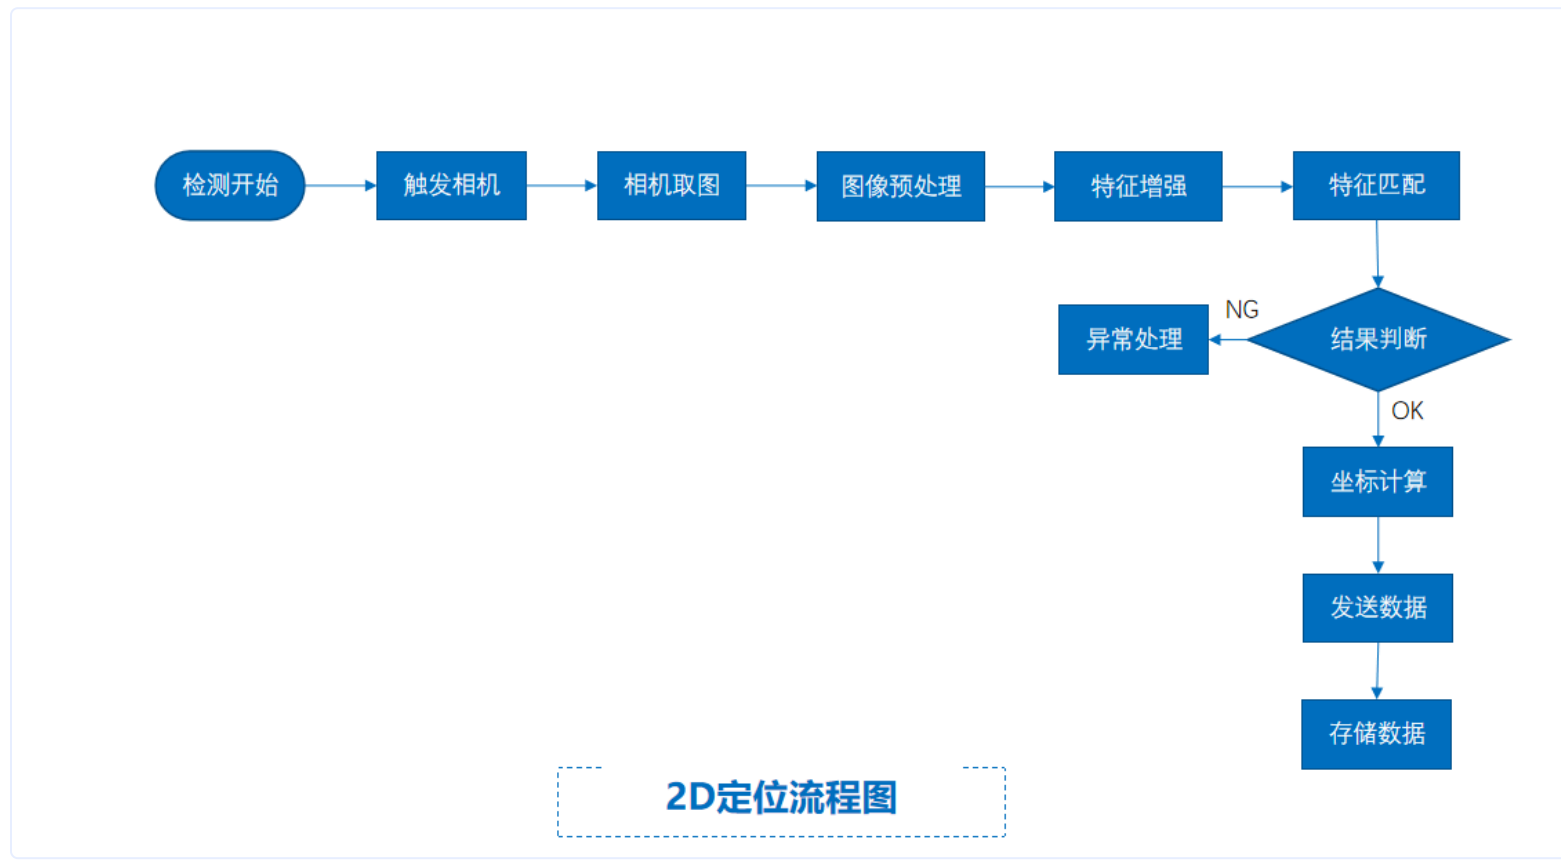 检测开始
触发相机
相机取图
图像预处理
特征增强
特征匹配
NG
异常处理
结果判断
OK
坐标计算
发送数据
存储数据
2D定位流程图